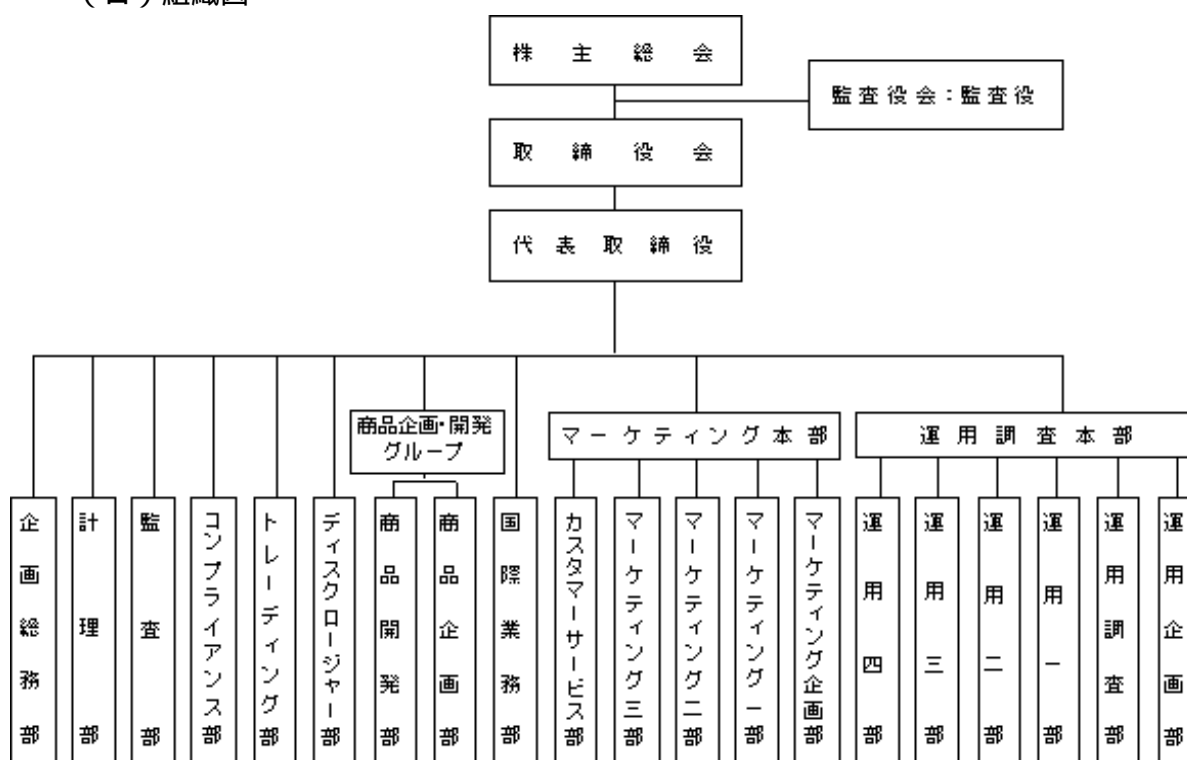 (ロ)組織図
株主総会
監査役会：監査役
取締役会
代表取締役
商品企画・開発
グループ
マーケティング本部
運用調査本部
企画総務部
計理部
監査部
コンプライアンス部
トレーディング部
ディスクロージャー部
商品開発部
商品企画部
国際業務部
カスタマーサービス部
マーケティング三部
マーケティング二部
マーケティング一部
マーケティング企画部
運用四部
運用三部
運用二部
運用一部
運用調査部
運用企画部